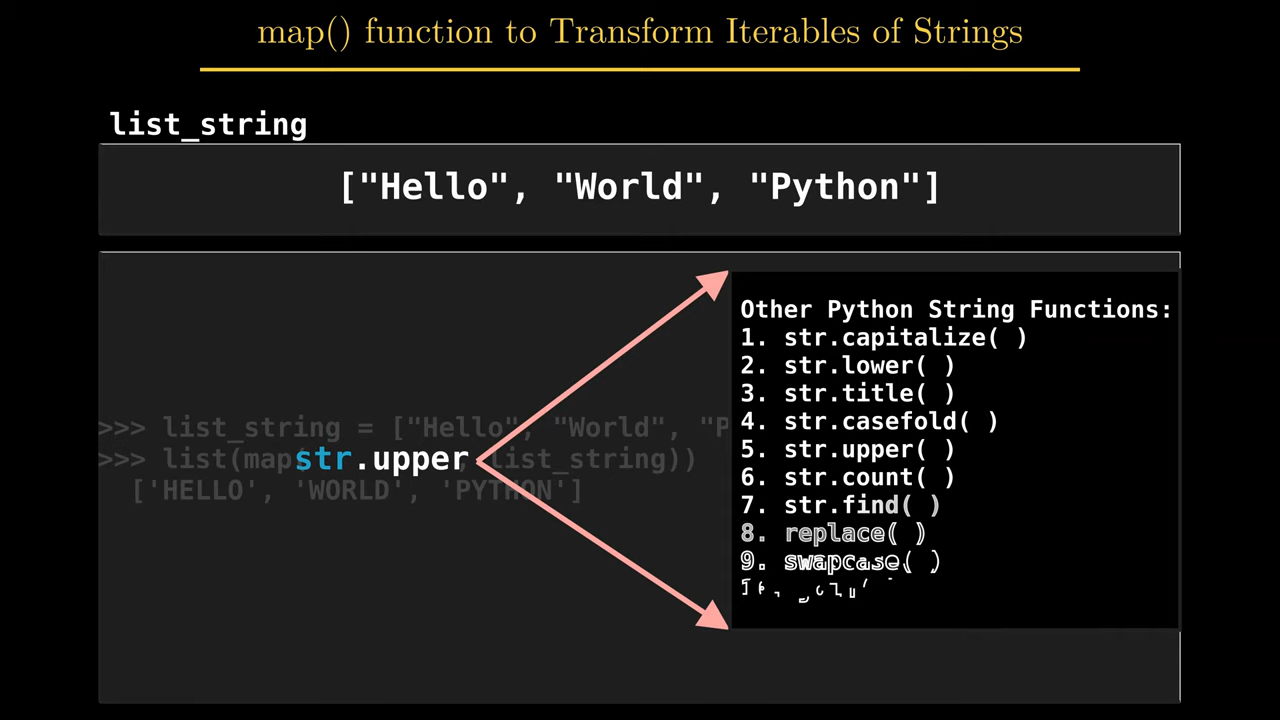 map() function to Transform Iterables of Strings
list_string
["Hello", "World", "Python"]
>>> list_string = ["Hello", "World", "P
>>> list(map( list_string))
str.upper
['HELLO', 'WORLD', 'PYTHON']
Other Python String Functions:
1. str.capitalize( )
2. str.lower( )
3. str.title( )
4. str.casefold( )
5. str.upper( )
6. str.count( )
7. str.find( )
8. replace( )
9. swapcase( )